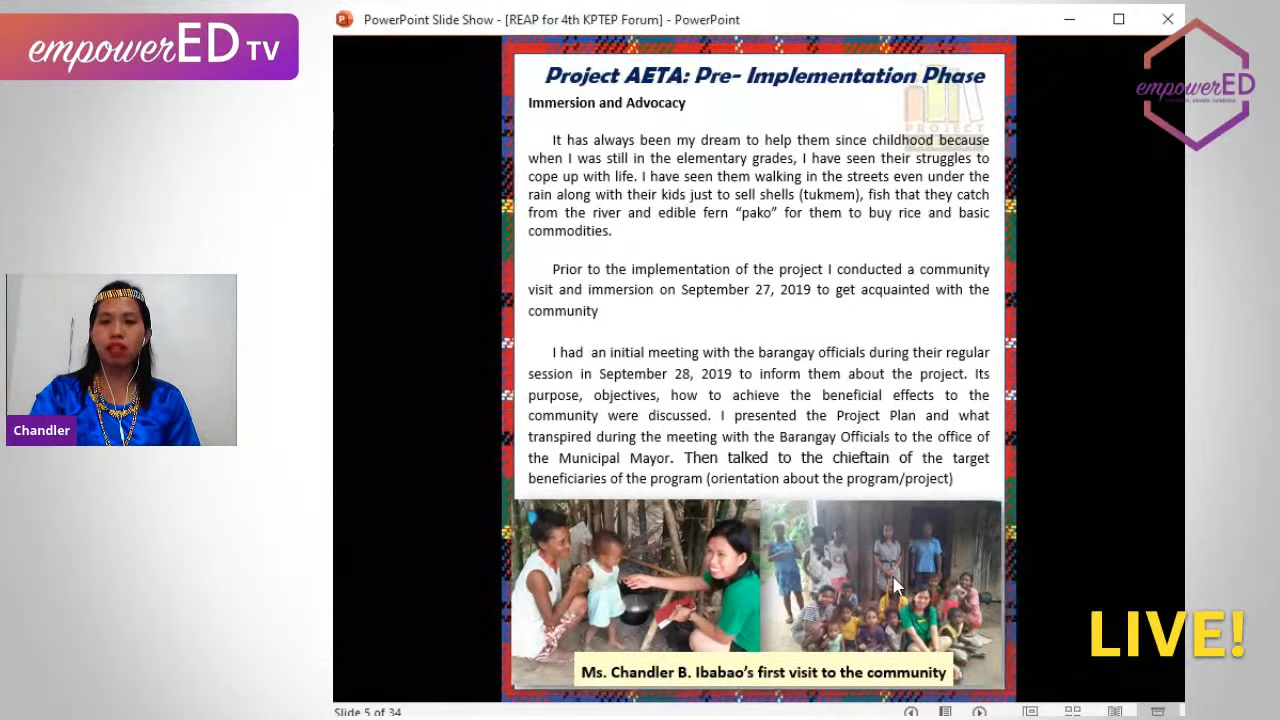 empowerED TV
PowerPoint Slide Show - [REAP for 4th KPTEP Forum] - PowerPoint
empowerED
Project AETA: Pre- Implementation Phase
PROJECT
Immersion and Advocacy
It has always been my dream to help them since childhood because
when I was still in the elementary grades, I have seen their struggles to
cope up with life. I have seen them walking in the streets even under the
rain along with their kids just to sell shells (tukmem), fish that they catch
from the river and edible fern “pako” for them to buy rice and basic
commodities.
Prior to the implementation of the project I conducted a community
visit and immersion on September 27, 2019 to get acquainted with the
community
I had an initial meeting with the barangay officials during their regular
session in September 28, 2019 to inform them about the project. Its
purpose, objectives, how to achieve the beneficial effects to the
community were discussed. I presented the Project Plan and what
transpired during the meeting with the Barangay Officials to the office of
the Municipal Mayor. Then talked to the chieftain of the target
beneficiaries of the program (orientation about the program/project)
Chandler
Ms. Chandler B. Ibabao’s first visit to the community
LIVE!
Slide 5 of 34